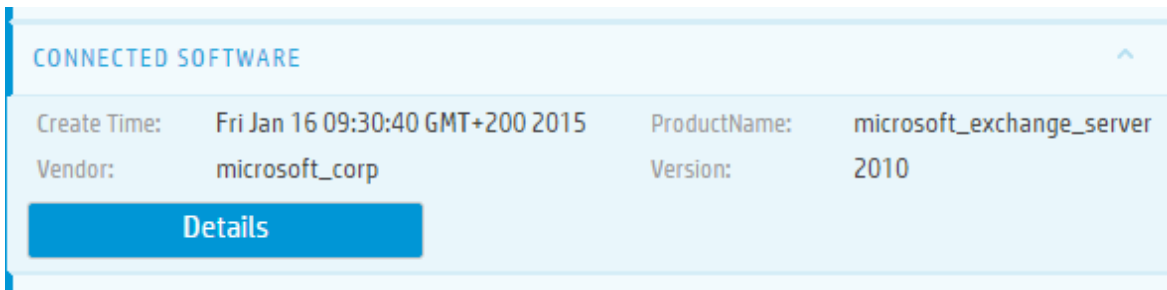 CONNECTED SOFTWARE
Create Time: Fri Jan 16 09:30:40 GMT+200 2015 ProductName: microsoft_exchange_server
Vendor: microsoft_corp Version: 2010
Details